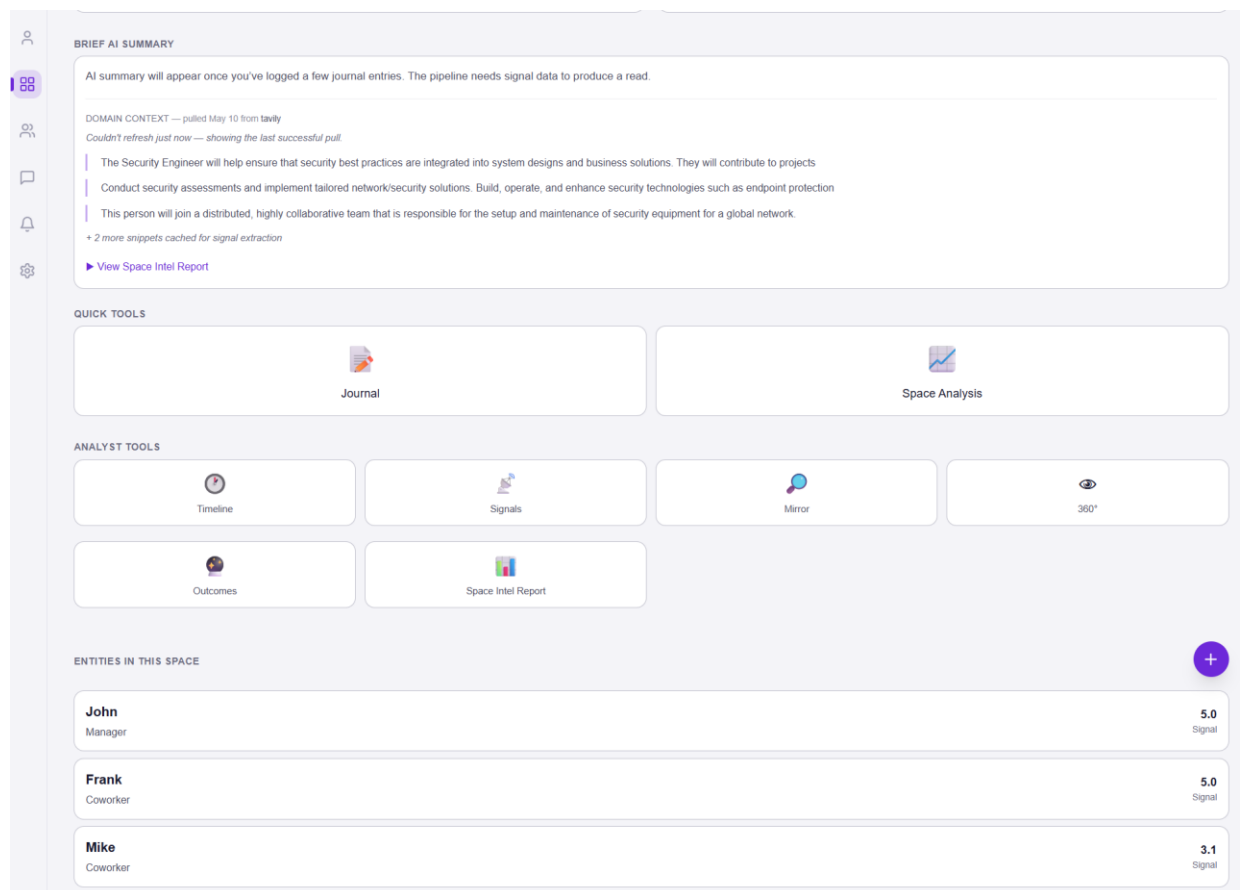 BRIEF AI SUMMARY
AI summary will appear once you've logged a few journal entries. The pipeline needs signal data to produce a read.
DOMAIN CONTEXT — pulled May 10 from tavily
Couldn't refresh just now — showing the last successful pull.
The Security Engineer will help ensure that security best practices are integrated into system designs and business solutions. They will contribute to projects
Conduct security assessments and implement tailored network/security solutions. Build, operate, and enhance security technologies such as endpoint protection
This person will join a distributed, highly collaborative team that is responsible for the setup and maintenance of security equipment for a global network.
+ 2 more snippets cached for signal extraction
▶ View Space Intel Report
QUICK TOOLS
Journal
Space Analysis
ANALYST TOOLS
Timeline
Signals
Mirror
360°
Outcomes
Space Intel Report
ENTITIES IN THIS SPACE
+
John
Manager
5.0
Signal
Frank
Coworker
5.0
Signal
Mike
Coworker
3.1
Signal